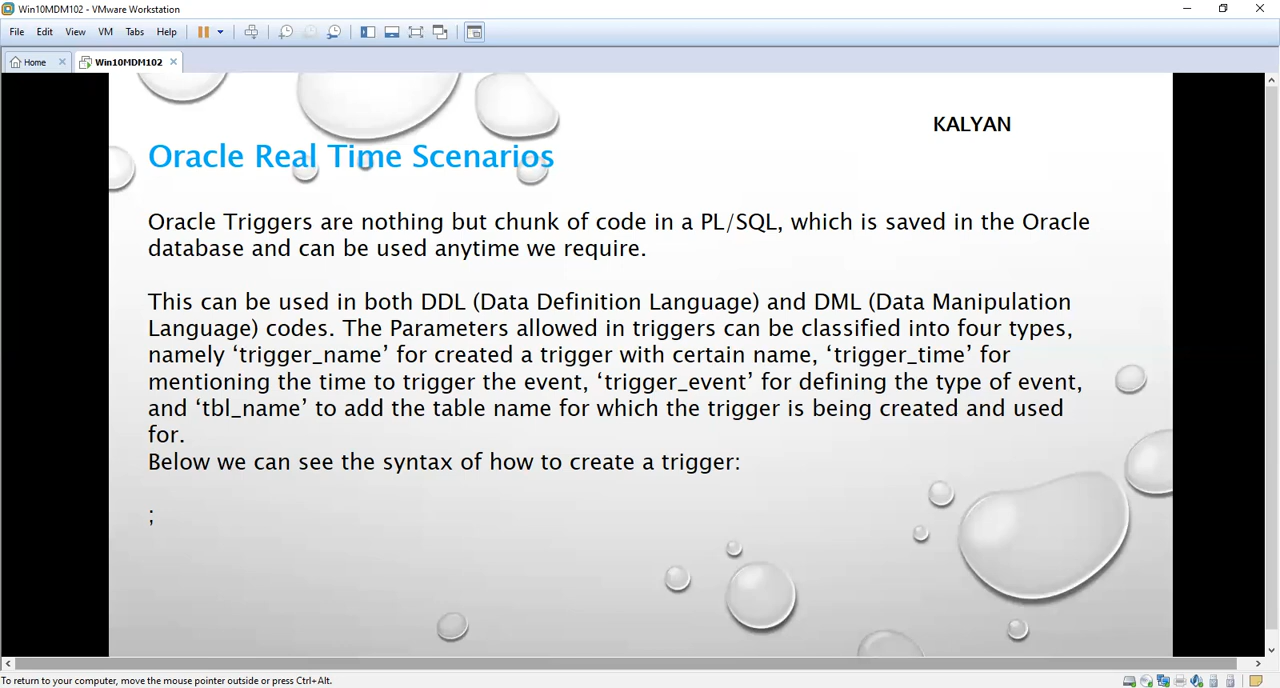 Win10MDM102 - VMware Workstation
File Edit View VM Tabs Help
Home Win10MDM102
KALYAN
Oracle Real Time Scenarios
Oracle Triggers are nothing but chunk of code in a PL/SQL, which is saved in the Oracle
database and can be used anytime we require.
This can be used in both DDL (Data Definition Language) and DML (Data Manipulation
Language) codes. The Parameters allowed in triggers can be classified into four types,
namely ‘trigger_name’ for created a trigger with certain name, ‘trigger_time’ for
mentioning the time to trigger the event, ‘trigger_event’ for defining the type of event,
and ‘tbl_name’ to add the table name for which the trigger is being created and used
for.
Below we can see the syntax of how to create a trigger:
;
To return to your computer, move the mouse pointer outside or press Ctrl+Alt.